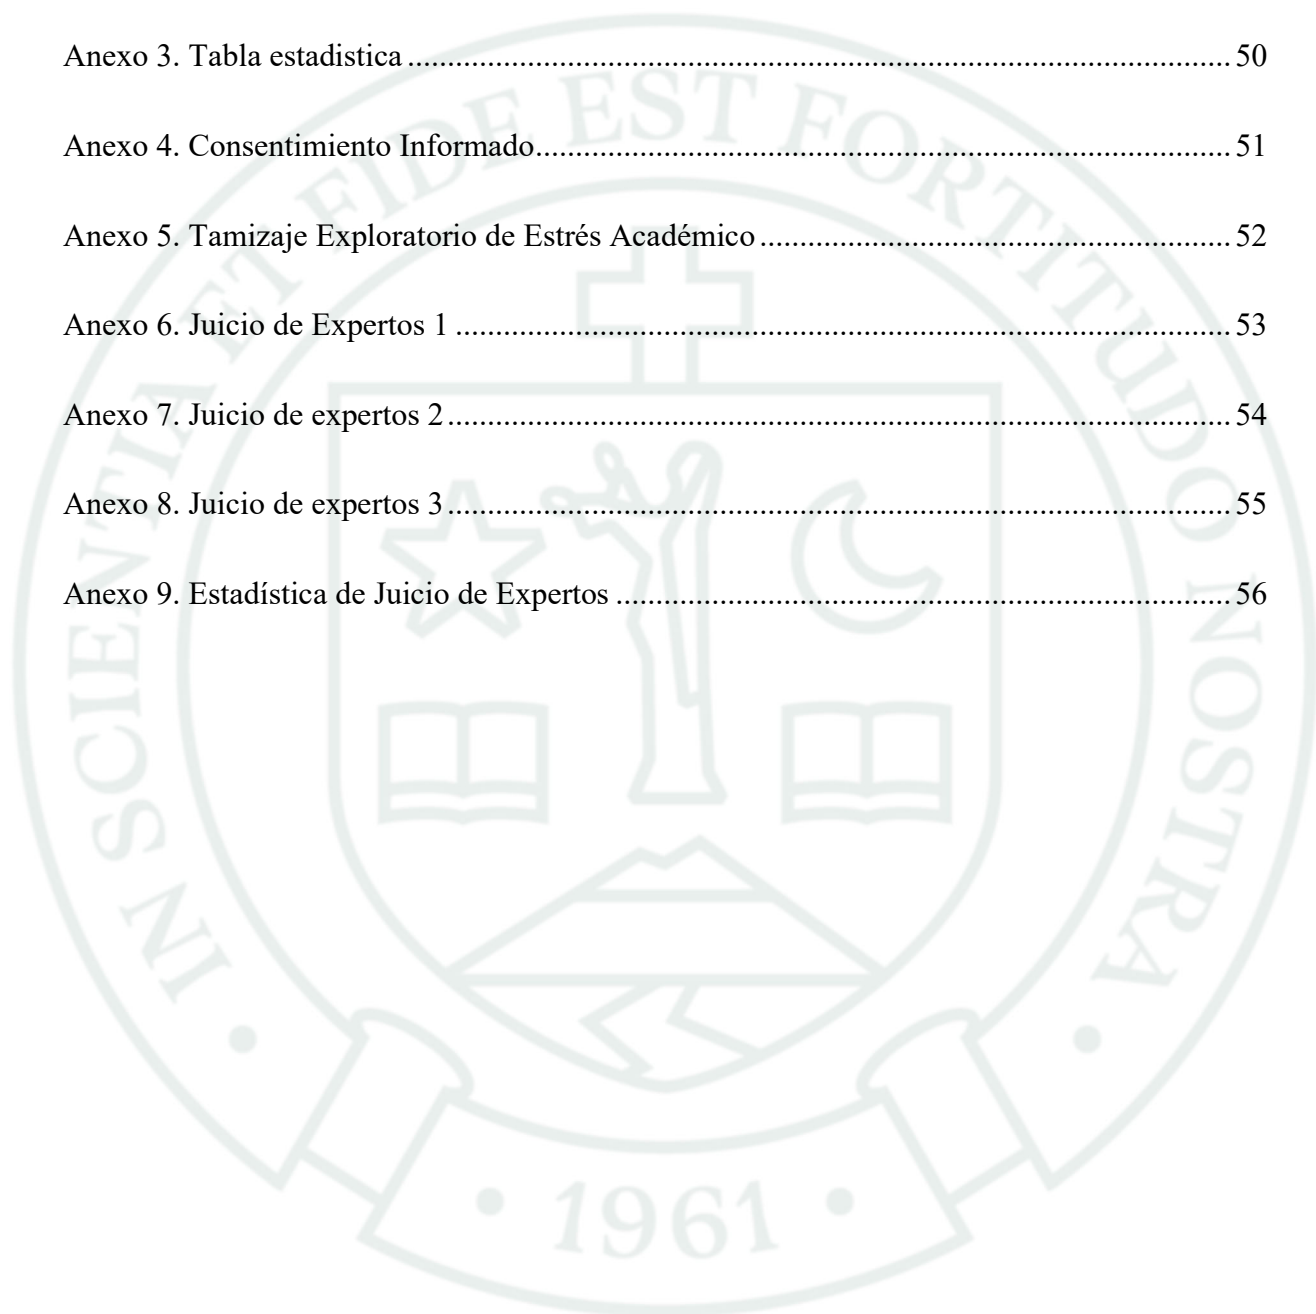 Anexo 3. Tabla estadistica ........ 50
Anexo 4. Consentimiento Informado ........ 51
Anexo 5. Tamizaje Exploratorio de Estrés Académico ........ 52
Anexo 6. Juicio de Expertos 1 ........ 53
Anexo 7. Juicio de expertos 2 ........ 54
Anexo 8. Juicio de expertos 3 ........ 55
Anexo 9. Estadística de Juicio de Expertos ........ 56
IN SCIENTIA ET FIDE EST FORTITUDO NOSTRA
• 1961 •